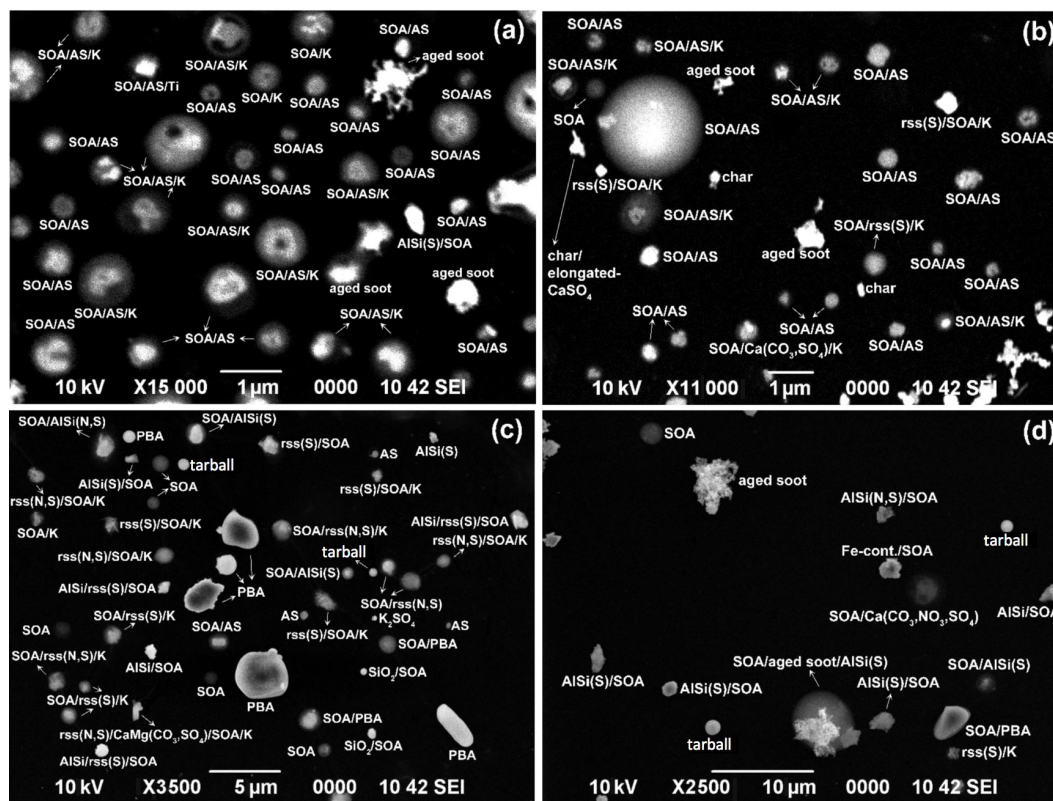 (a)
SOA/AS
aged soot
SOA/AS/K
SOA/AS/Ti
SOA/AS/K
SOA/K
SOA/K
SOA/AS
SOA/AS
SOA/AS
SOA/AS
SOA/AS
SOA/AS
SOA/AS/K
SOA/AS
SOA/AS
SOA/AS/K
SOA/AS
SOA/AS
SOA/AS
SOA/AS
AlSi(S)/SOA
SOA/AS
SOA/AS/K
aged soot
SOA/AS/K
SOA/AS/K
SOA/AS
SOA/AS
SOA/AS
10 kV X15 000 1 µm 0000 10 42 SEI
(b)
SOA/AS/K
SOA/AS/K
aged soot
SOA/AS
SOA/AS/K
SOA
SOA/AS
rss(S)/SOA/K
SOA/AS
rss(S)/SOA/K
char
SOA/AS
SOA/AS
SOA/AS/K
SOA/rss(S)/K
char/
elongated-
CaSO4
SOA/AS
aged soot
SOA/AS
char
SOA/AS
SOA/AS
SOA/AS
SOA/AS/K
SOA/Ca(CO3,SO4)/K
SOA/AS
10 kV X11 000 1 µm 0000 10 42 SEI
(c)
SOA/AlSi(N,S)
SOA/AlSi(S)
PBA
rss(S)/SOA
AS
AlSi(S)
tarball
AlSi(S)/SOA
SOA
rss(S)/SOA/K
rss(N,S)/SOA/K
SOA/K
rss(S)/SOA/K
SOA/rss(N,S)/K
AlSi/rss(S)/SOA
rss(N,S)/SOA/K
rss(N,S)/SOA/K
tarball
SOA/AlSi(S)
AlSi/rss(S)/SOA
PBA
SOA/rss(N,S)
SOA/rss(S)/K
AS
K2SO4
SOA
SOA/AS
rss(S)/SOA/K
AS
SOA/PBA
SOA/rss(N,S)/K
AlSi/SOA
SOA
SiO2/SOA
SOA/rss(S)/K
PBA
SOA/PBA
rss(N,S)/CaMg(CO3,SO4)/SOA/K
SOA
SiO2/SOA
PBA
AlSi/rss(S)/SOA
10 kV X3500 5 µm 0000 10 42 SEI
(d)
SOA
aged soot
AlSi(N,S)/SOA
tarball
Fe-cont./SOA
SOA/Ca(CO3,NO3,SO4)
AlSi/SOA
SOA/aged soot/AlSi(S)
SOA/AlSi(S)
AlSi(S)/SOA
AlSi(S)/SOA
AlSi(S)/SOA
SOA/PBA
tarball
rss(S)/K
10 kV X2500 10 µm 0000 10 42 SEI